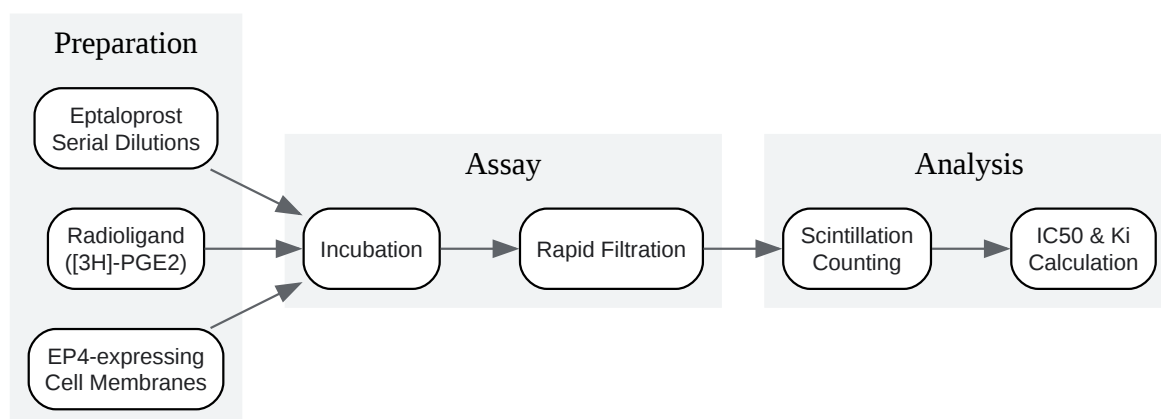 Preparation
Eptaloprost
Serial Dilutions
Radioligand
([3H]-PGE2)
EP4-expressing
Cell Membranes
Assay
Incubation
Rapid Filtration
Analysis
Scintillation
Counting
IC50 & Ki
Calculation